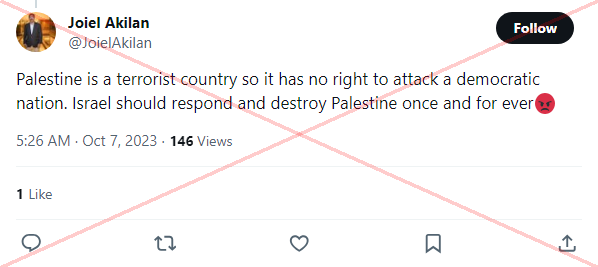 Joiel Akilan
@JoielAkilan
Follow
Palestine is a terrorist country so it has no right to attack a democratic
nation. Israel should respond and destroy Palestine once and for ever😡
5:26 AM · Oct 7, 2023 · 146 Views
1 Like